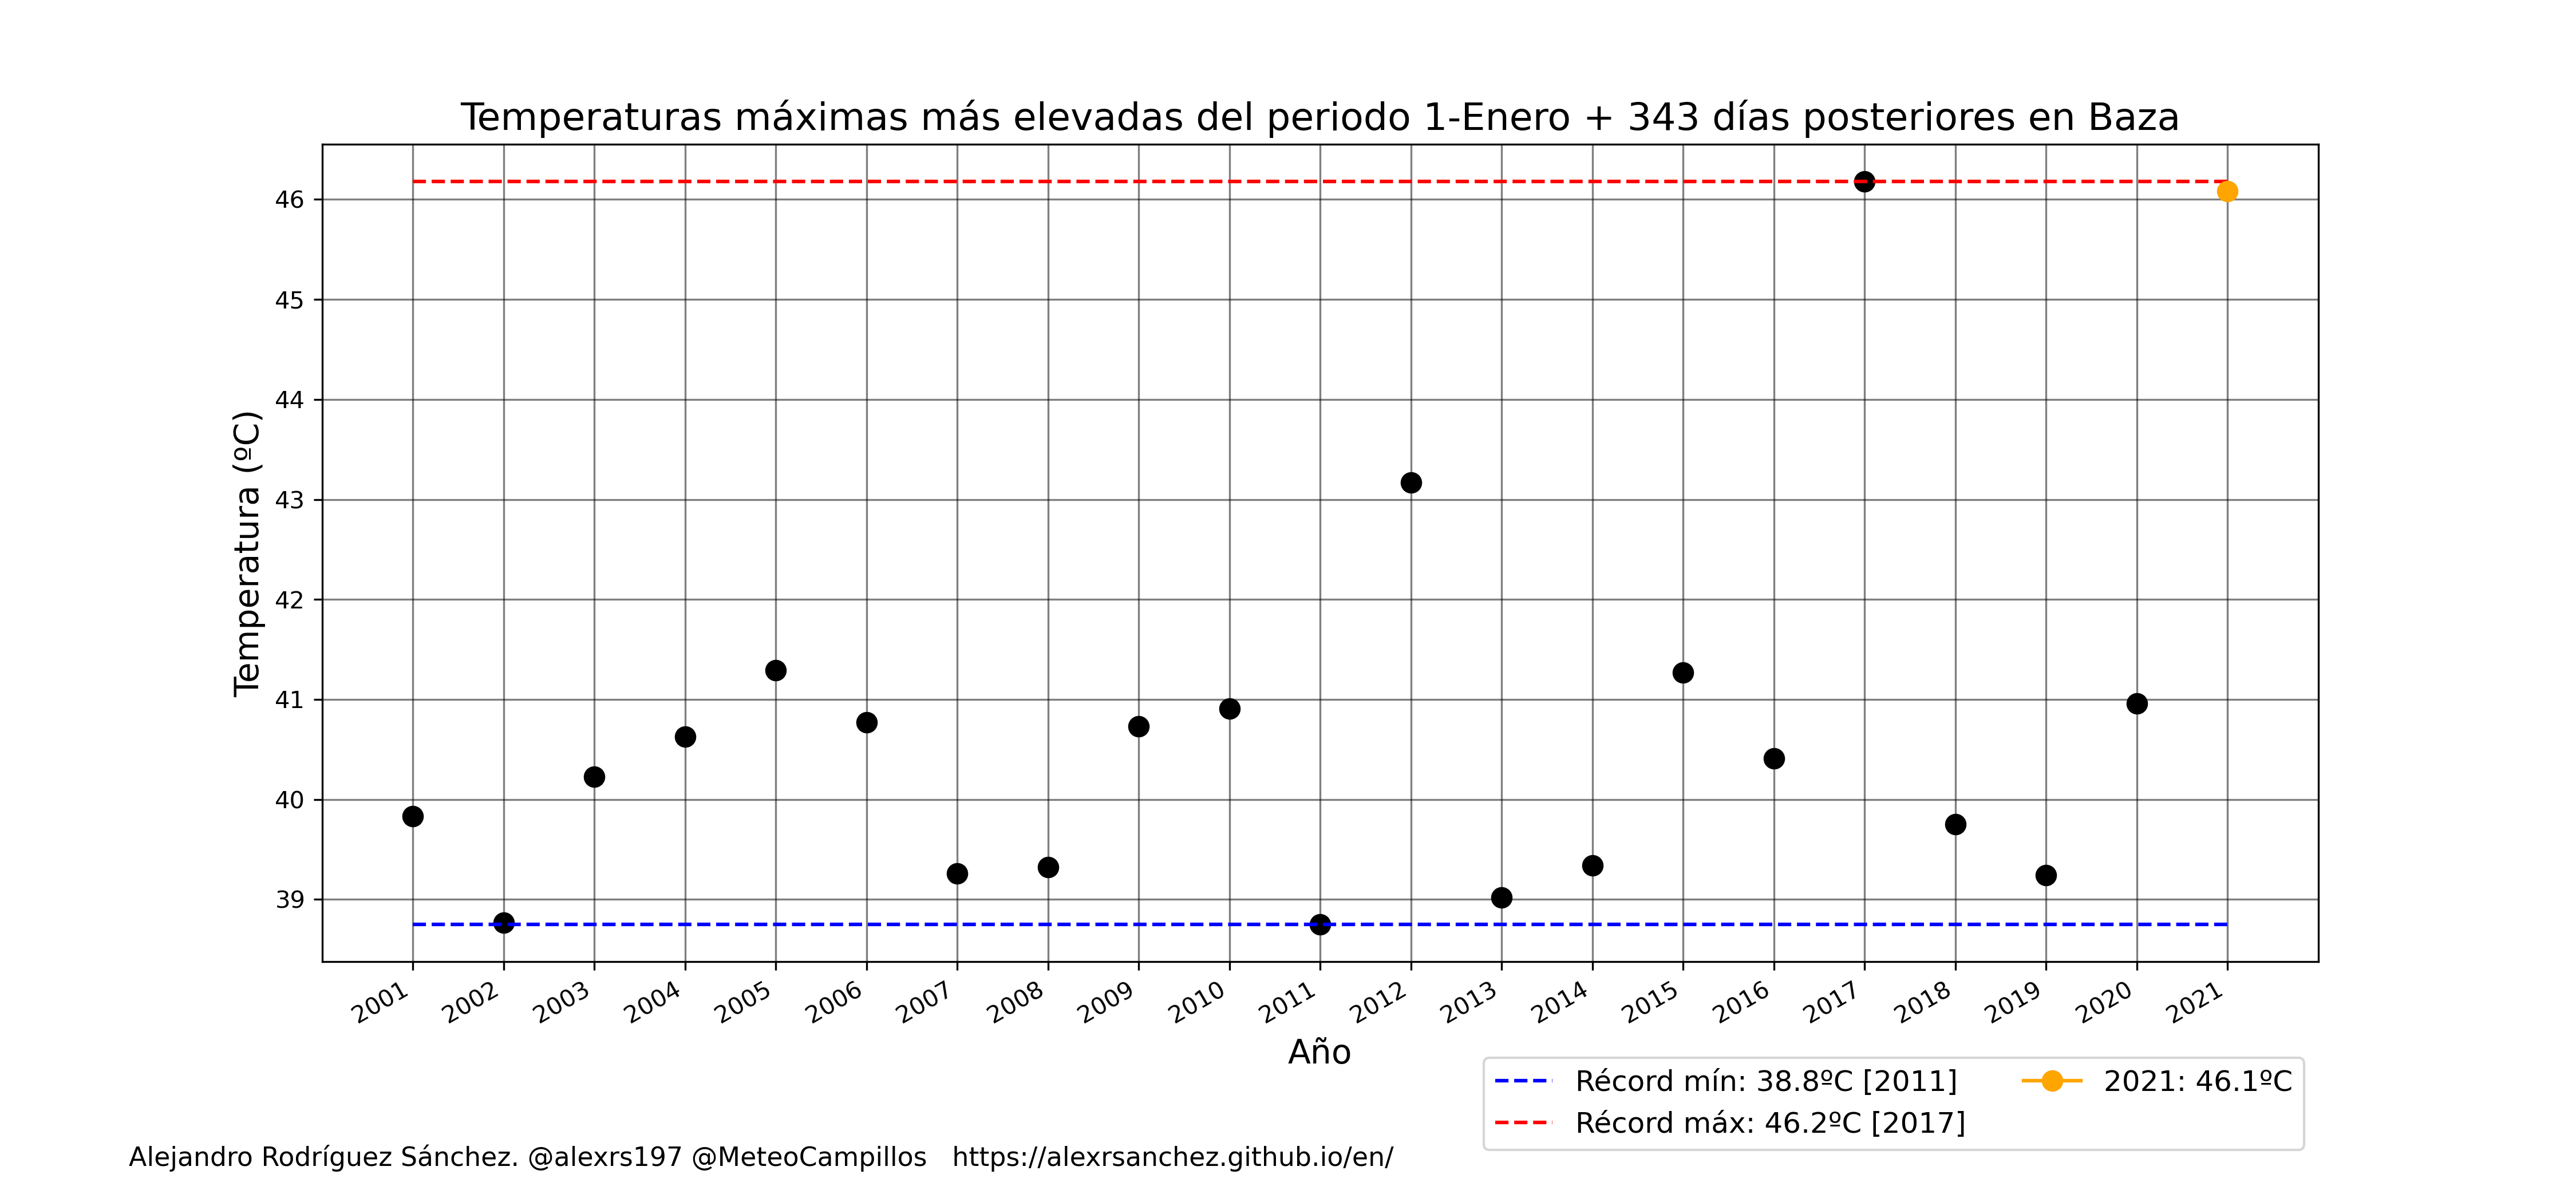 Temperaturas máximas más elevadas del periodo 1-Enero + 343 días posteriores en Baza
Temperatura (ºC)
46
45
44
43
42
41
40
39
2001 2002 2003 2004 2005 2006 2007 2008 2009 2010 2011 2012 2013 2014 2015 2016 2017 2018 2019 2020 2021
Año
Récord mín: 38.8ºC [2011]
Récord máx: 46.2ºC [2017]
2021: 46.1ºC
Alejandro Rodríguez Sánchez. @alexrs197 @MeteoCampillos https://alexrsanchez.github.io/en/